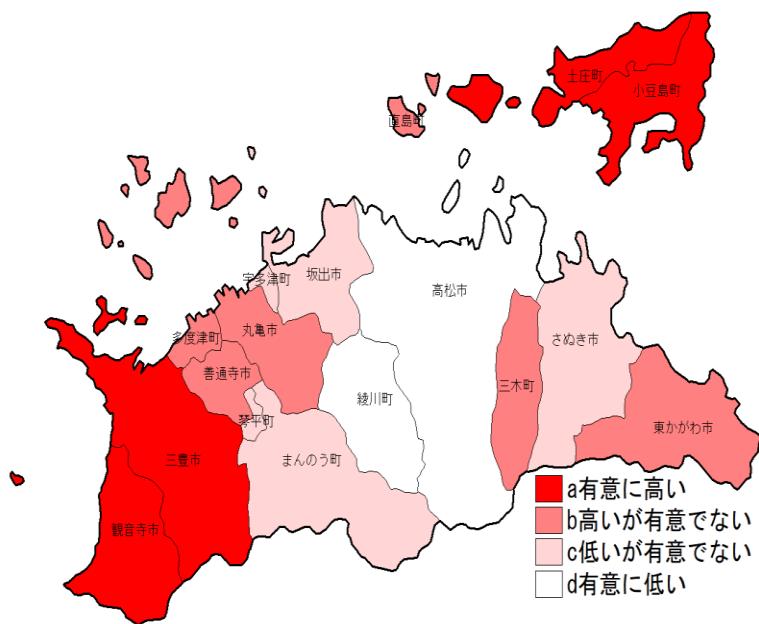 土庄町
小豆島町
直島町
宇多津町
坂出市
高松市
多度津町
丸亀市
さぬき市
善通寺市
三木町
綾川町
琴平町
東かがわ市
三豊市
まんのう町
観音寺市
a有意に高い
b高いが有意でない
c低いが有意でない
d有意に低い